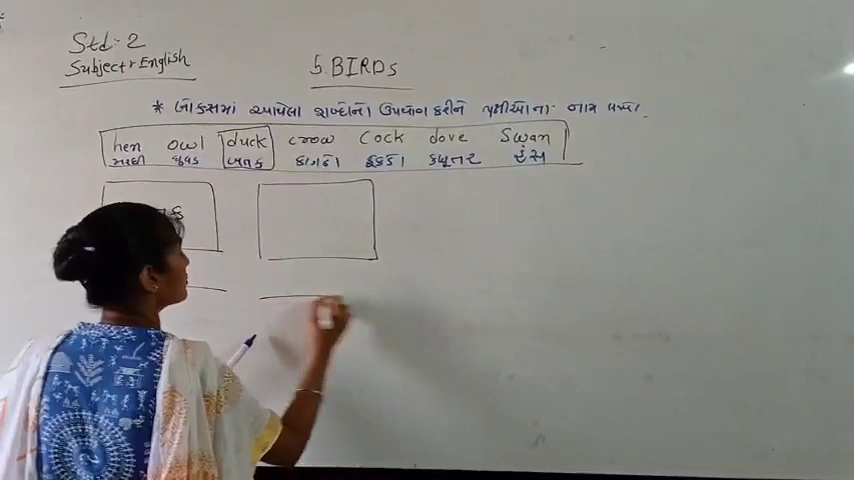 Std:- 2
Subject:- English
5. BIRDS
* બોક્સમાં આપેલા શબ્દોનો ઉપયોગ કરીને પક્ષીઓના નામ
hen owl duck crow cock dove swan
મરઘી ઘુવડ બતક કાગડો કૂકડો કબૂતર હંસ